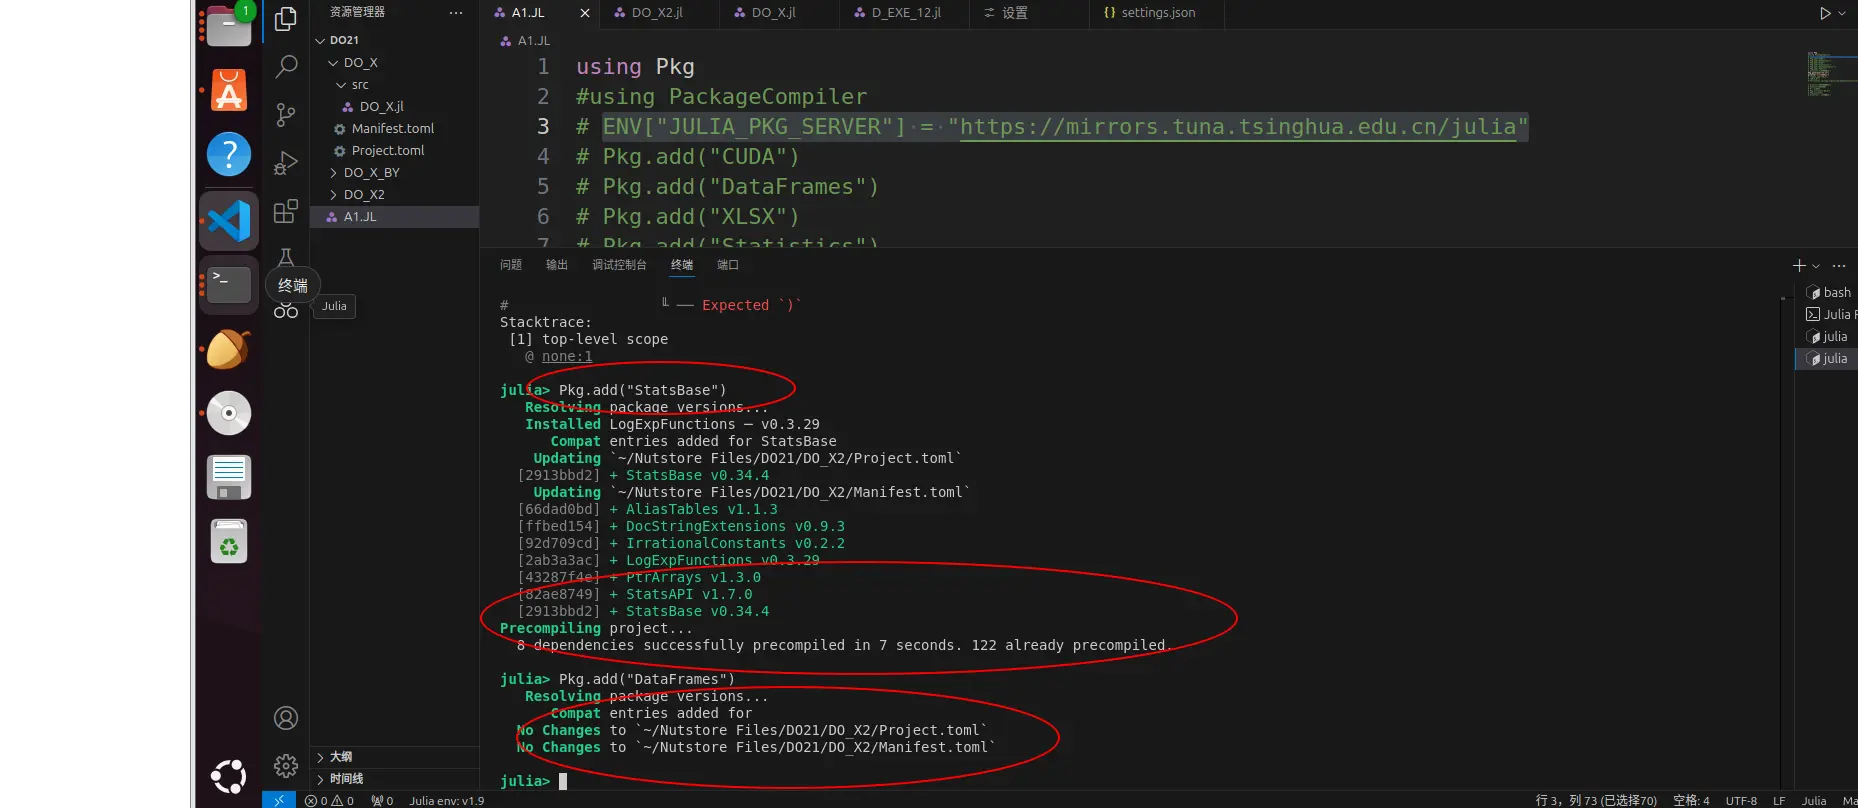 1
资源管理器
DO21
DO_X
src
DO_X.jl
Manifest.toml
Project.toml
DO_X_BY
DO_X2
A1.JL
大纲
时间线
终端
Julia
A1.JL
DO_X2.jl
DO_X.jl
D_EXE_12.jl
设置
{} settings.json
A1.JL
1 using Pkg
2 #using PackageCompiler
3 # ENV["JULIA_PKG_SERVER"] = "https://mirrors.tuna.tsinghua.edu.cn/julia"
4 # Pkg.add("CUDA")
5 # Pkg.add("DataFrames")
6 # Pkg.add("XLSX")
7 # Pkg.add("Statistics")
问题 输出 调试控制台 终端 端口
# ╙ ── Expected `)`
Stacktrace:
[1] top-level scope
@ none:1
julia> Pkg.add("StatsBase")
Resolving package versions...
Installed LogExpFunctions ─ v0.3.29
Compat entries added for StatsBase
Updating `~/Nutstore Files/DO21/DO_X2/Project.toml`
[2913bbd2] + StatsBase v0.34.4
Updating `~/Nutstore Files/DO21/DO_X2/Manifest.toml`
[66dad0bd] + AliasTables v1.1.3
[ffbed154] + DocStringExtensions v0.9.3
[92d709cd] + IrrationalConstants v0.2.2
[2ab3a3ac] + LogExpFunctions v0.3.29
[43287f4e] + PtrArrays v1.3.0
[82ae8749] + StatsAPI v1.7.0
[2913bbd2] + StatsBase v0.34.4
Precompiling project...
8 dependencies successfully precompiled in 7 seconds. 122 already precompiled.
julia> Pkg.add("DataFrames")
Resolving package versions...
Compat entries added for
No Changes to `~/Nutstore Files/DO21/DO_X2/Project.toml`
No Changes to `~/Nutstore Files/DO21/DO_X2/Manifest.toml`
julia>
bash
Julia
julia
julia
0 0 0 Julia env: v1.9
行 3，列 73 (已选择70) 空格: 4 UTF-8 LF Julia